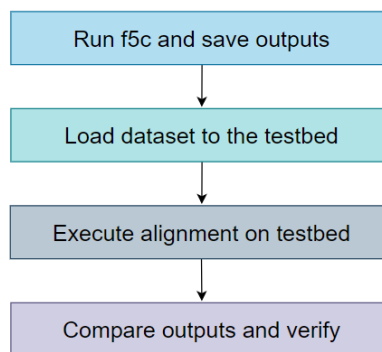 Run f5c and save outputs
Load dataset to the testbed
Execute alignment on testbed
Compare outputs and verify